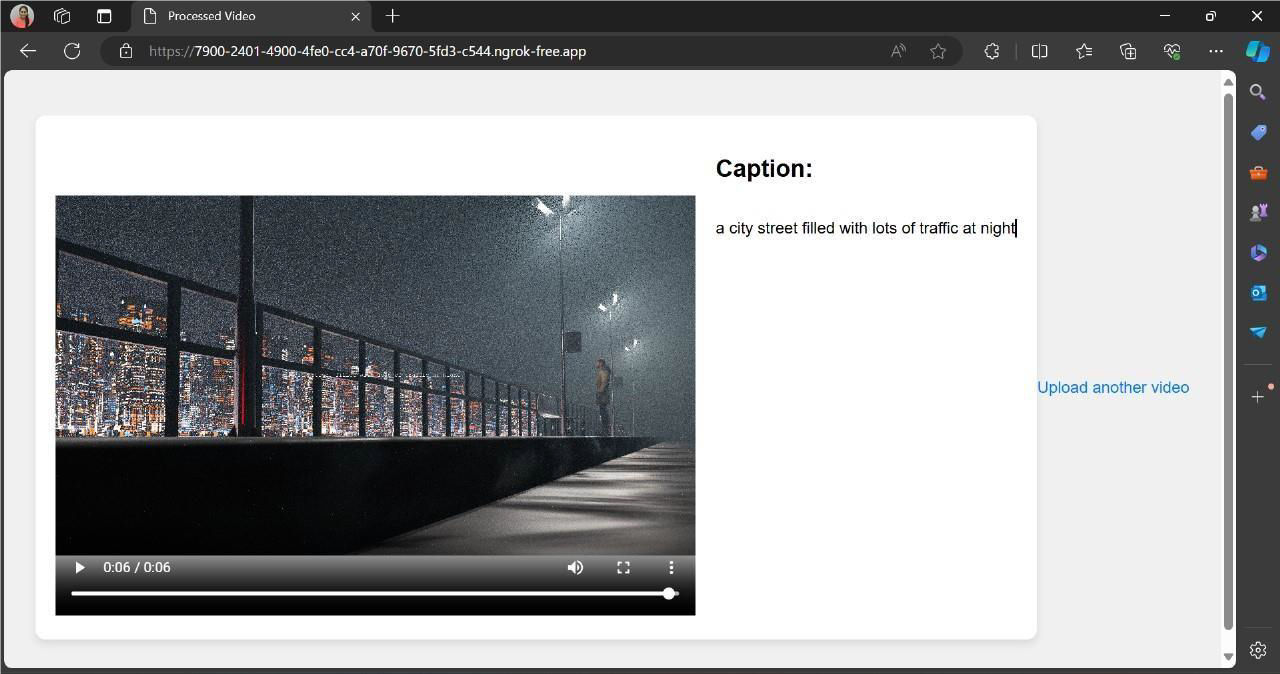 Processed Video
https://7900-2401-4900-4fe0-cc4-a70f-9670-5fd3-c544.ngrok-free.app
Caption:
a city street filled with lots of traffic at night
Upload another video
0:06 / 0:06